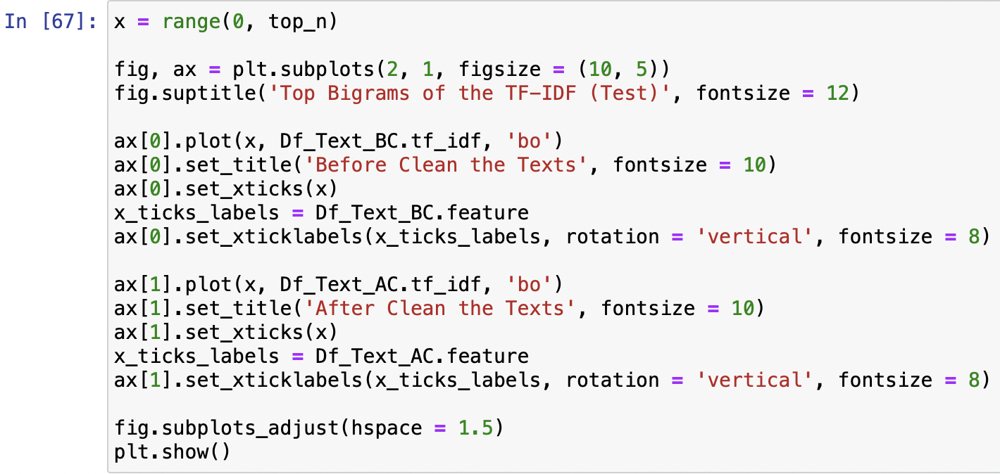 In [67]:
x = range(0, top_n)

fig, ax = plt.subplots(2, 1, figsize = (10, 5))
fig.suptitle('Top Bigrams of the TF-IDF (Test)', fontsize = 12)

ax[0].plot(x, Df_Text_BC.tf_idf, 'bo')
ax[0].set_title('Before Clean the Texts', fontsize = 10)
ax[0].set_xticks(x)
x_ticks_labels = Df_Text_BC.feature
ax[0].set_xticklabels(x_ticks_labels, rotation = 'vertical', fontsize = 8)

ax[1].plot(x, Df_Text_AC.tf_idf, 'bo')
ax[1].set_title('After Clean the Texts', fontsize = 10)
ax[1].set_xticks(x)
x_ticks_labels = Df_Text_AC.feature
ax[1].set_xticklabels(x_ticks_labels, rotation = 'vertical', fontsize = 8)

fig.subplots_adjust(hspace = 1.5)
plt.show()